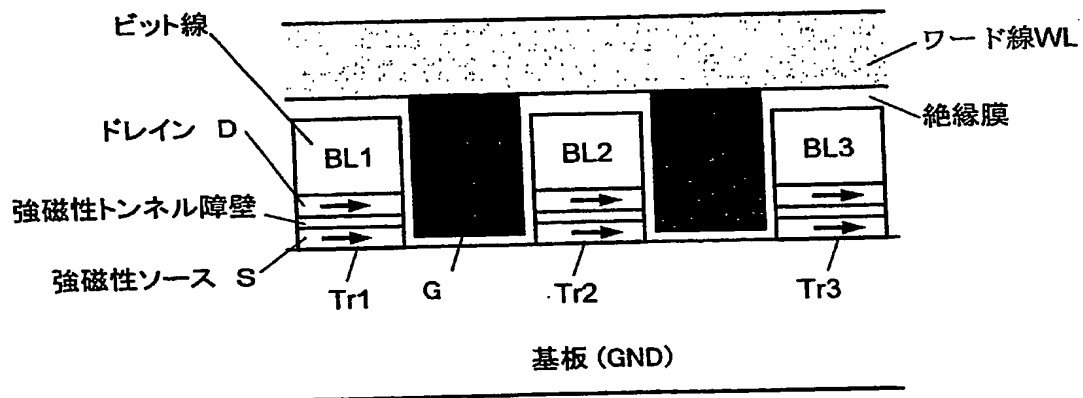 ビット線
ワード線WL
ドレイン D
絶縁膜
BL1
BL2
BL3
強磁性トンネル障壁
強磁性ソース S
Tr1
G
Tr2
Tr3
基板(GND)